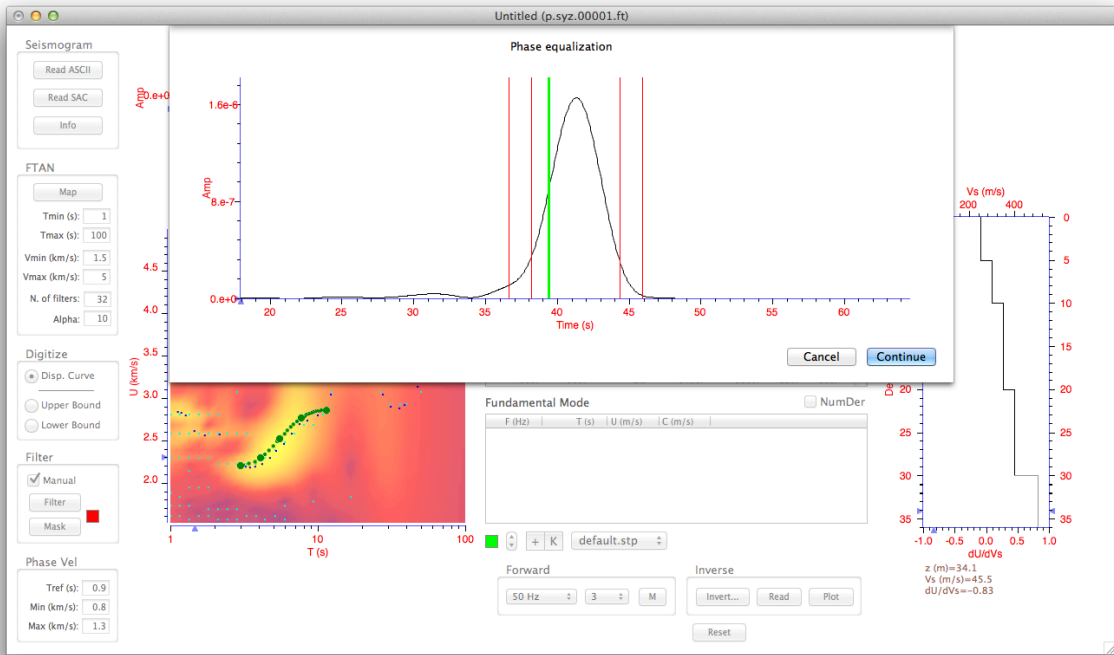 Untitled (p.syz.00001.ft)
Seismogram
Read ASCII
Read SAC
Info
FTAN
Map
Tmin (s): 1
Tmax (s): 100
Vmin (km/s): 1.5
Vmax (km/s): 5
N. of filters: 32
Alpha: 10
Digitize
Disp. Curve
Upper Bound
Lower Bound
Filter
Manual
Filter
Mask
Phase Vel
Tref (s): 0.9
Min (km/s): 0.8
Max (km/s): 1.3
Amp
0.e+0
Phase equalization
1.6e-6
8.e-7
0.e+0
Amp
20 25 30 35 40 45 50 55 60
Time (s)
Cancel Continue
4.5
4.0
3.5
3.0
2.5
2.0
U (km/s)
1 10 100
T (s)
Fundamental Mode NumDer
F (Hz) T (s) U (m/s) C (m/s)
+ K default.stp
Forward
50 Hz 3 M
Inverse
Invert... Read Plot
Reset
Vs (m/s)
200 400
0
5
10
15
20 20
25 25
30 30
35 35
De
-1.0 -0.5 0.0 0.5 1.0
dU/dVs
z (m)=34.1
Vs (m/s)=45.5
dU/dVs=-0.83